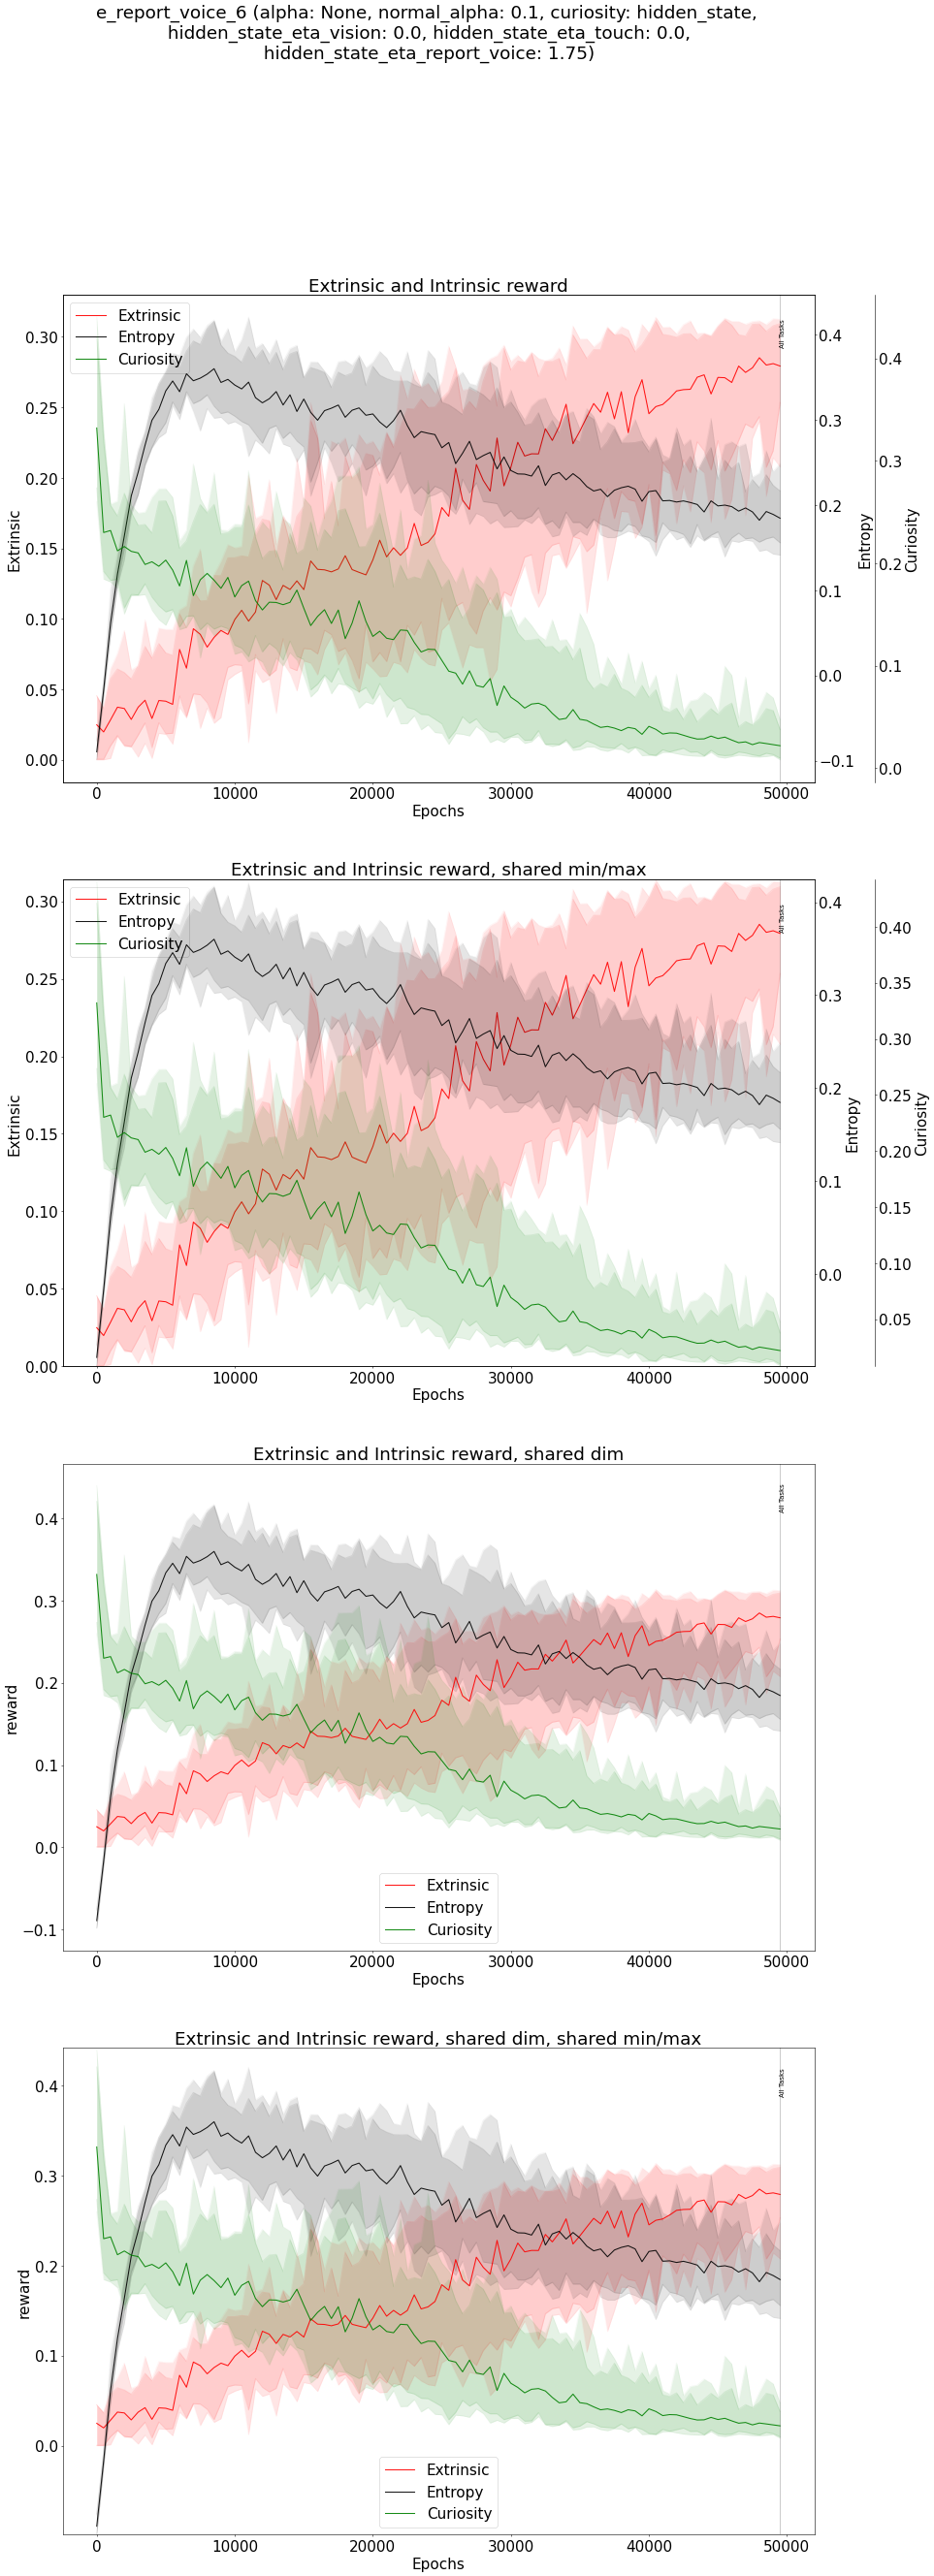 e_report_voice_6 (alpha: None, normal_alpha: 0.1, curiosity: hidden_state,
hidden_state_eta_vision: 0.0, hidden_state_eta_touch: 0.0,
hidden_state_eta_report_voice: 1.75)
Extrinsic and Intrinsic reward
Extrinsic
Entropy
Curiosity
All Tasks
0.30
0.25
0.20
0.15
0.10
0.05
0.00
Extrinsic
0.4
0.3
0.2
0.1
0.0
−0.1
Entropy
0.4
0.3
0.2
0.1
0.0
Curiosity
0 10000 20000 30000 40000 50000
Epochs
Extrinsic and Intrinsic reward, shared min/max
Extrinsic
Entropy
Curiosity
All Tasks
0.30
0.25
0.20
0.15
0.10
0.05
0.00
Extrinsic
0.4
0.3
0.2
0.1
0.0
Entropy
0.40
0.35
0.30
0.25
0.20
0.15
0.10
0.05
Curiosity
0 10000 20000 30000 40000 50000
Epochs
Extrinsic and Intrinsic reward, shared dim
All Tasks
0.4
0.3
0.2
0.1
0.0
−0.1
reward
Extrinsic
Entropy
Curiosity
0 10000 20000 30000 40000 50000
Epochs
Extrinsic and Intrinsic reward, shared dim, shared min/max
All Tasks
0.4
0.3
0.2
0.1
0.0
reward
Extrinsic
Entropy
Curiosity
0 10000 20000 30000 40000 50000
Epochs